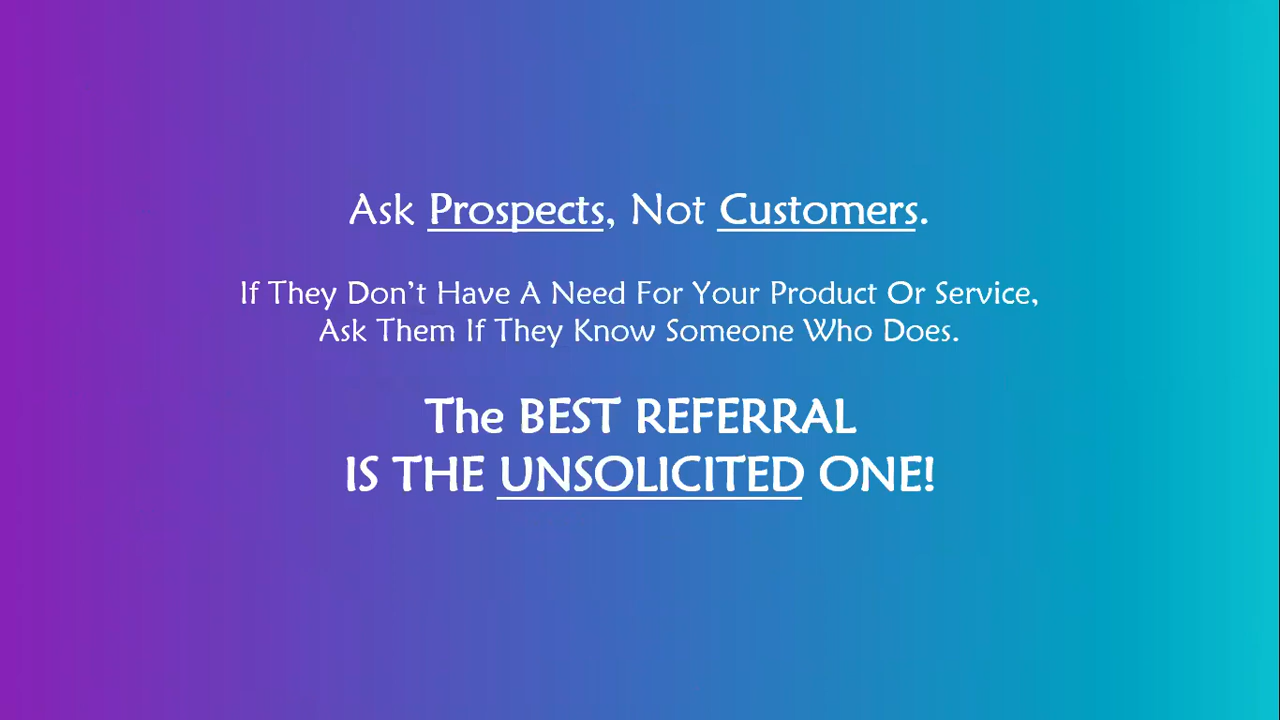 Ask Prospects, Not Customers.
If They Don’t Have A Need For Your Product Or Service,
Ask Them If They Know Someone Who Does.
The BEST REFERRAL
IS THE UNSOLICITED ONE!